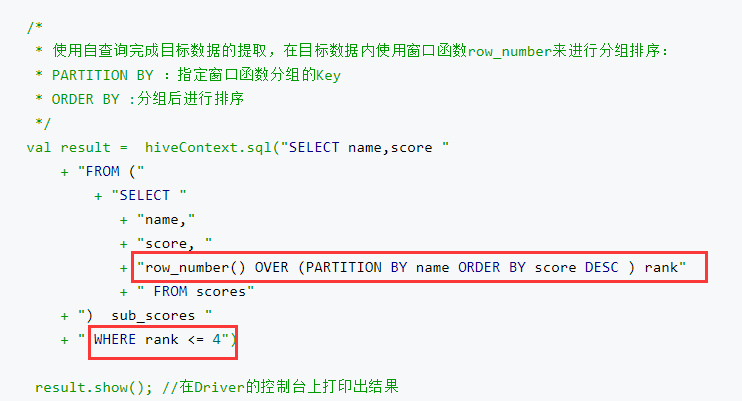 /*
* 使用自查询完成目标数据的提取，在目标数据内使用窗口函数row_number来进行分组排序：
* PARTITION BY ：指定窗口函数分组的Key
* ORDER BY :分组后进行排序
*/
val result =  hiveContext.sql("SELECT name,score "
+ "FROM ("
+ "SELECT "
+ "name,"
+ "score, "
+ "row_number() OVER (PARTITION BY name ORDER BY score DESC ) rank"
+ " FROM scores"
+ ")  sub_scores "
+ " WHERE rank <= 4")
result.show(); //在Driver的控制台上打印出结果